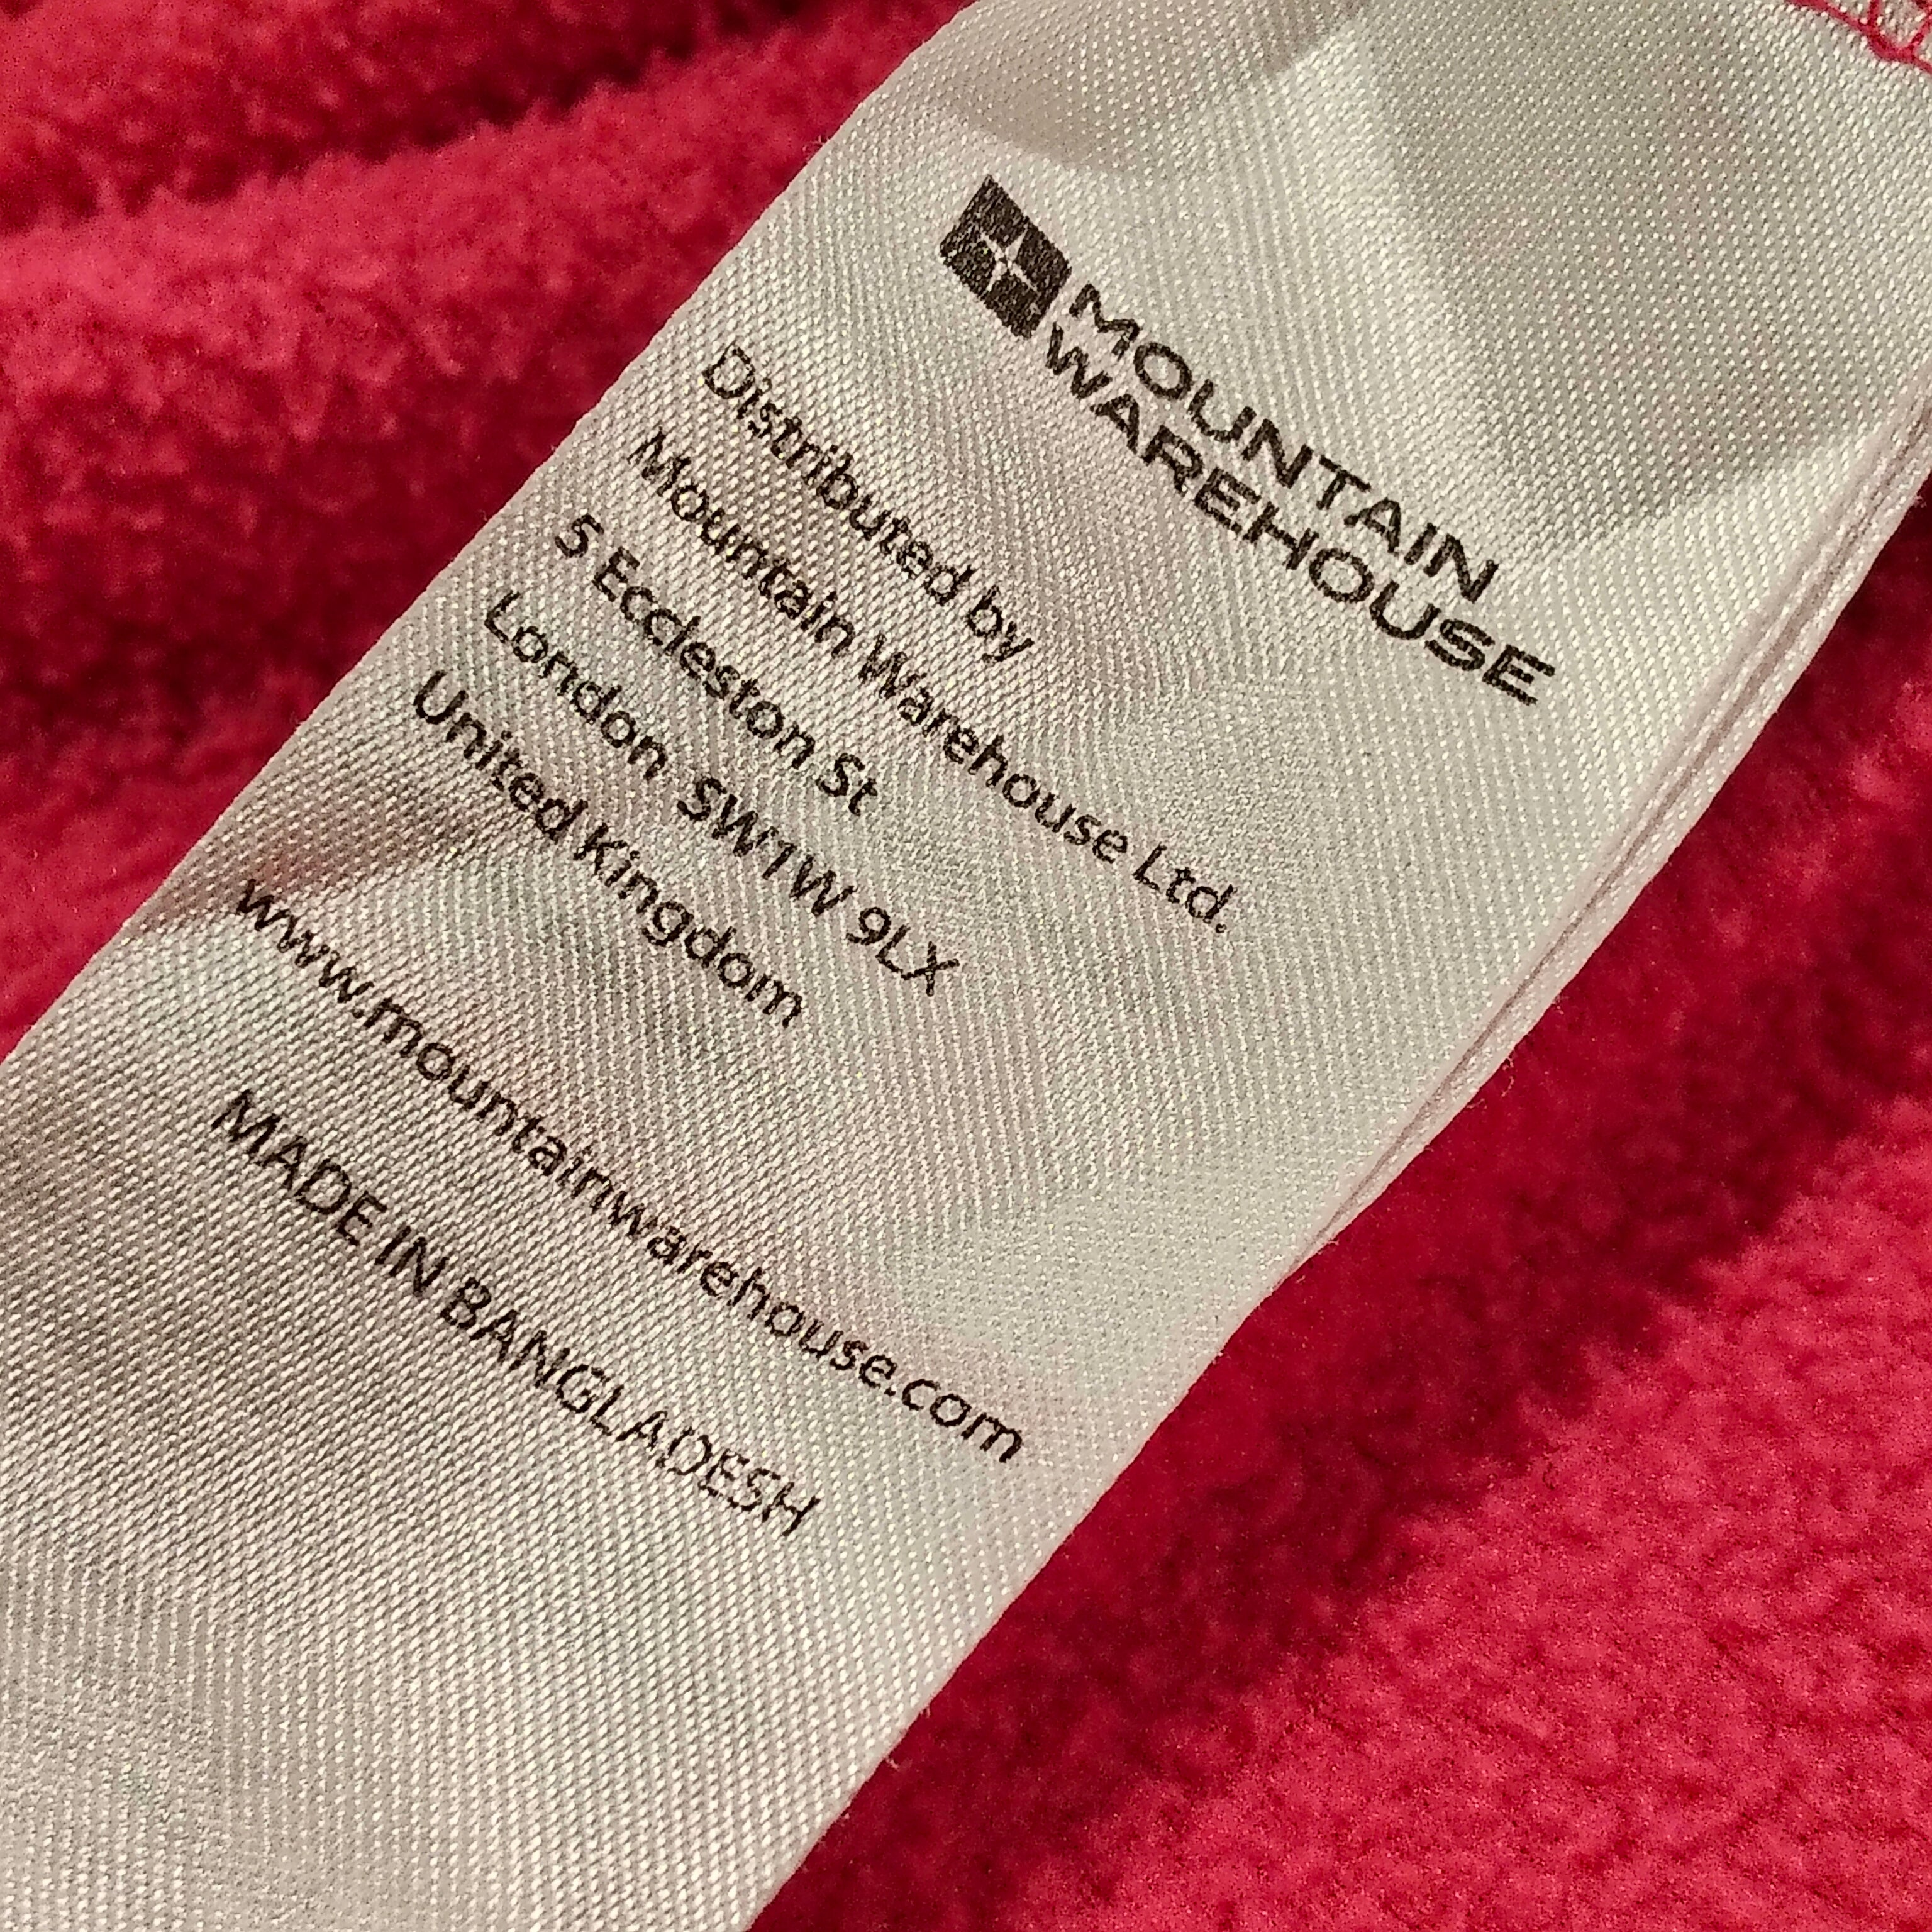 MOUNTAIN
WAREHOUSE
Distributed by
Mountain Warehouse Ltd.
5 Eccleston St
London SW1W 9LX
United Kingdom
www.mountainwarehouse.com
MADE IN BANGLADESH